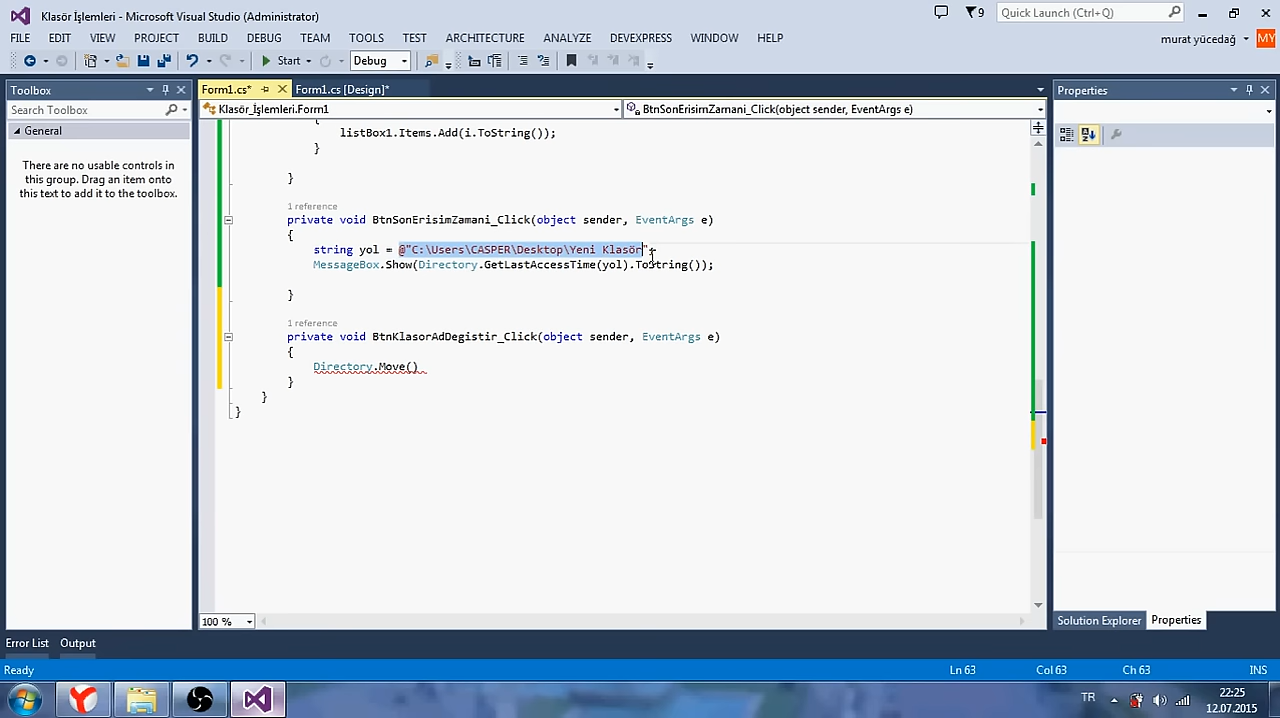 Klasör İşlemleri - Microsoft Visual Studio (Administrator)
9
Quick Launch (Ctrl+Q)
FILE EDIT VIEW PROJECT BUILD DEBUG TEAM TOOLS TEST ARCHITECTURE ANALYZE DEVEXPRESS WINDOW HELP
murat yücedağ
MY
Start
Debug
Toolbox
Search Toolbox
General
There are no usable controls in
this group. Drag an item onto
this text to add it to the toolbox.
Form1.cs*
Form1.cs [Design]*
Klasör_İşlemleri.Form1
BtnSonErisimZamani_Click(object sender, EventArgs e)
{
listBox1.Items.Add(i.ToString());
}
}
1 reference
private void BtnSonErisimZamani_Click(object sender, EventArgs e)
{
string yol = @"C:\Users\CASPER\Desktop\Yeni Klasör";
MessageBox.Show(Directory.GetLastAccessTime(yol).ToString());
}
1 reference
private void BtnKlasorAdDegistir_Click(object sender, EventArgs e)
{
Directory.Move()
}
}
}
100 %
Properties
Solution Explorer
Properties
Error List
Output
Ready
Ln 63
Col 63
Ch 63
INS
TR
22:25
12.07.2015